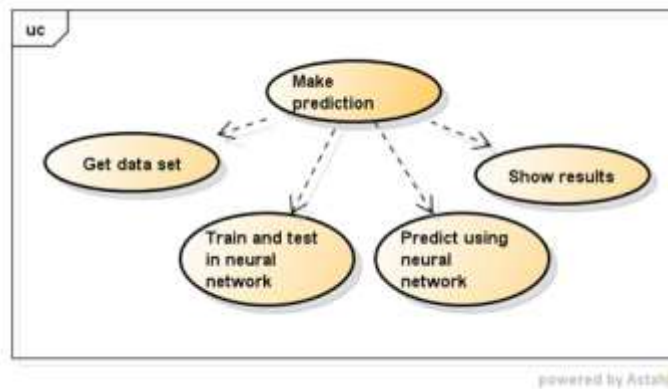 uc
Make
prediction
Get data set
Show results
Train and test
in neural
network
Predict using
neural
network
powered by Astah